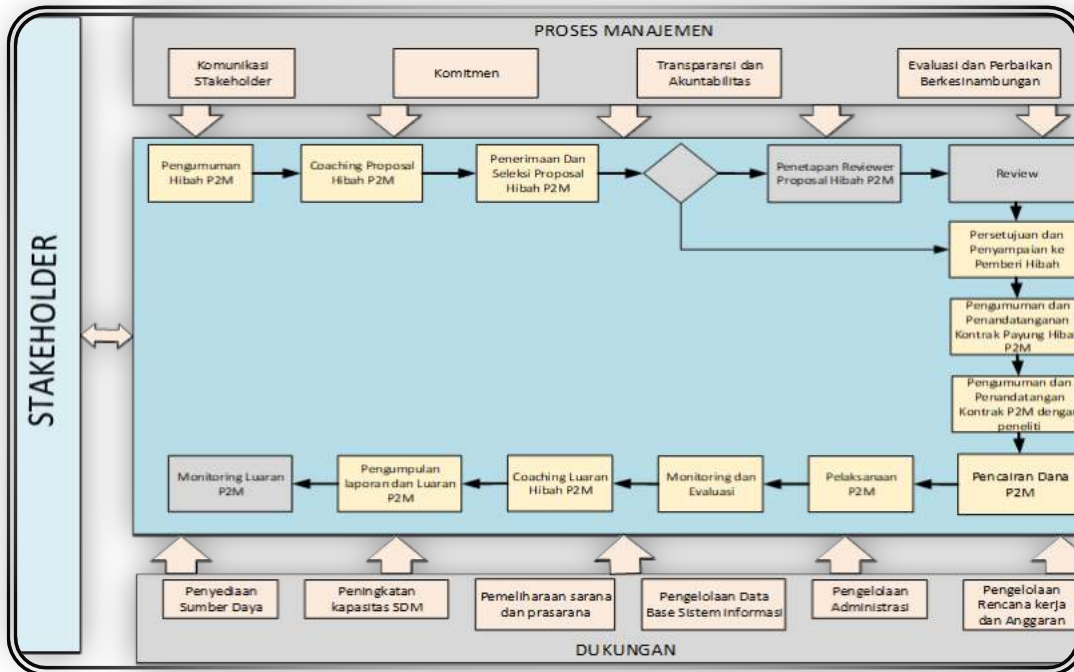 PROSES MANAJEMEN
Komunikasi
STakeholder
Komitmen
Transparansi dan
Akuntabilitas
Evaluasi dan Perbaikan
Berkesinambungan
STAKEHOLDER
Pengumuman
Hibah P2M
Coaching Proposal
Hibah P2M
Penerimaan Dan
Seleksi Proposal
Hibah P2M
Penetapan Reviewer
Proposal Hibah P2M
Review
Persetujuan dan
Penyampaian ke
Pemberi Hibah
Pengumuman dan
Penandatanganan
Kontrak Payung Hibah
P2M
Pengumuman dan
Penandatangan
Kontrak P2M dengan
peneliti
Monitoring Luaran
P2M
Pengumpulan
laporan dan Luaran
P2M
Coaching Luaran
Hibah P2M
Monitoring dan
Evaluasi
Pelaksanaan
P2M
Pencairan Dana
P2M
Penyediaan
Sumber Daya
Peningkatan
kapasitas SDM
Pemeliharaan sarana
dan prasarana
Pengelolaan Data
Base Sistem Informasi
Pengelolaan
Administrasi
Pengelolaan
Rencana kerja
dan Anggaran
DUKUNGAN